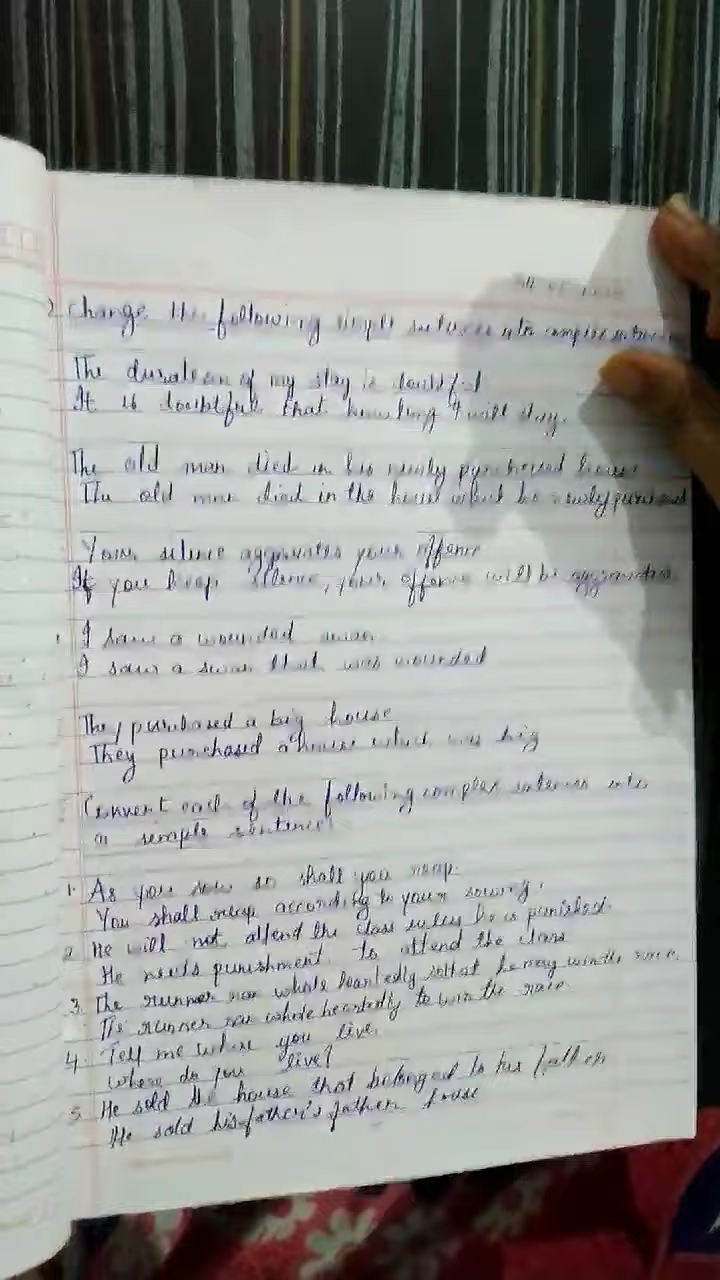 2. Change the following simple sentences into complex sentences
The duration of my stay is doubtful
It is doubtful that how long I will stay.
The old man died in his newly purchased house
The old man died in the house which he newly purchased
Your silence aggravates your offence
If you keep silence, your offence will be aggravated
I saw a wounded swan
I saw a swan that was wounded
They purchased a big house
They purchased a house which was big
Convert each of the following complex sentences into
a simple sentence
1. As you sow so shall you reap.
You shall reap according to your sowing.
2. He will not attend the class unless he is punished.
He needs punishment to attend the class
3. The runner ran whole heartedly so that he may win the race.
The runner ran whole heartedly to win the race.
4. Tell me where you live.
Where do you live?
5. He sold the house that belonged to his father
He sold his father's father house